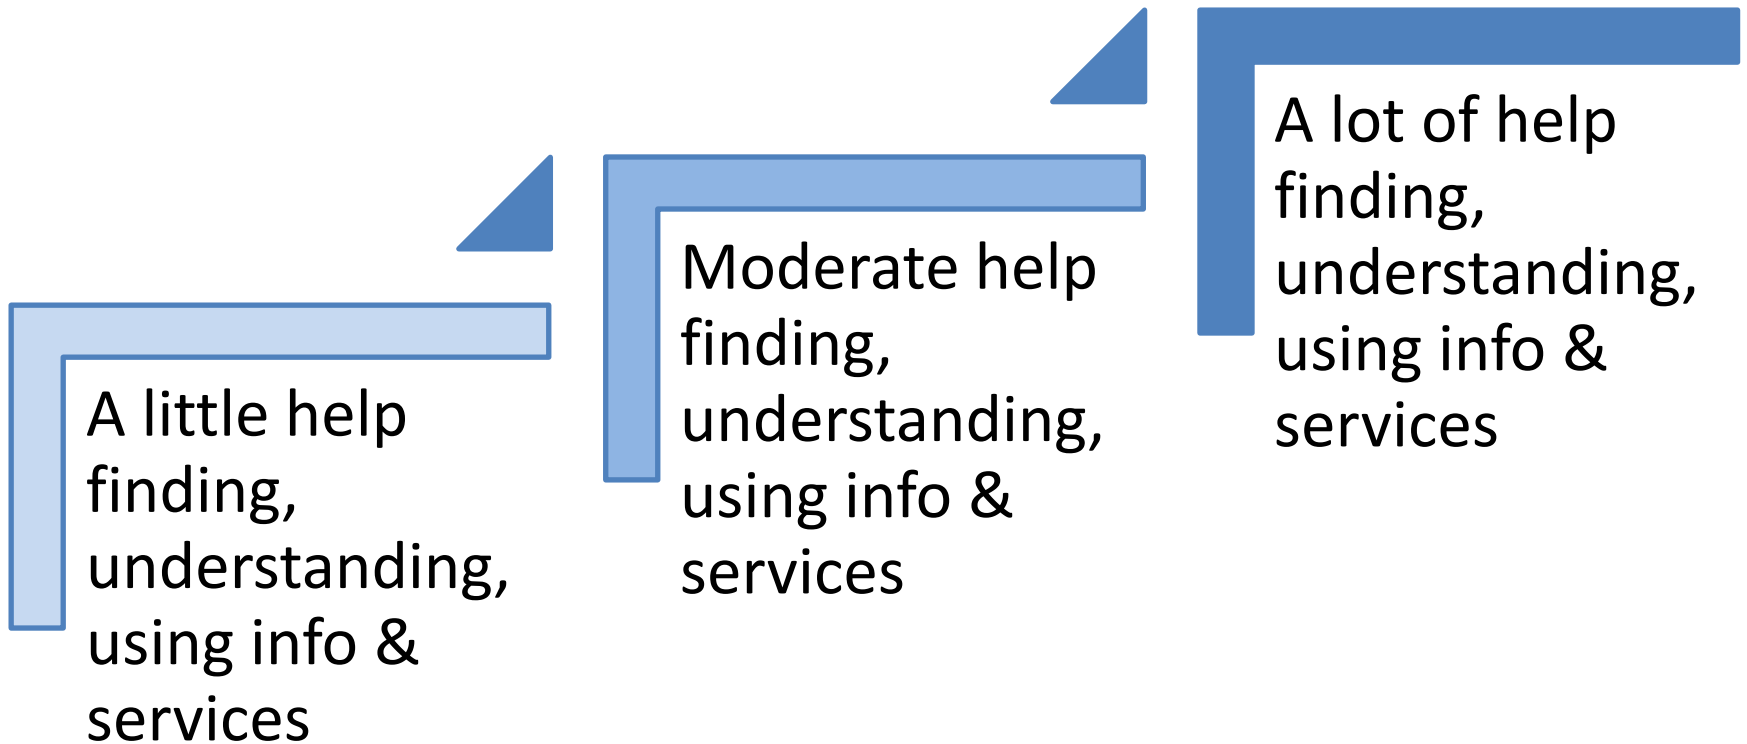 A little help
finding,
understanding,
using info &
services
Moderate help
finding,
understanding,
using info &
services
A lot of help
finding,
understanding,
using info &
services